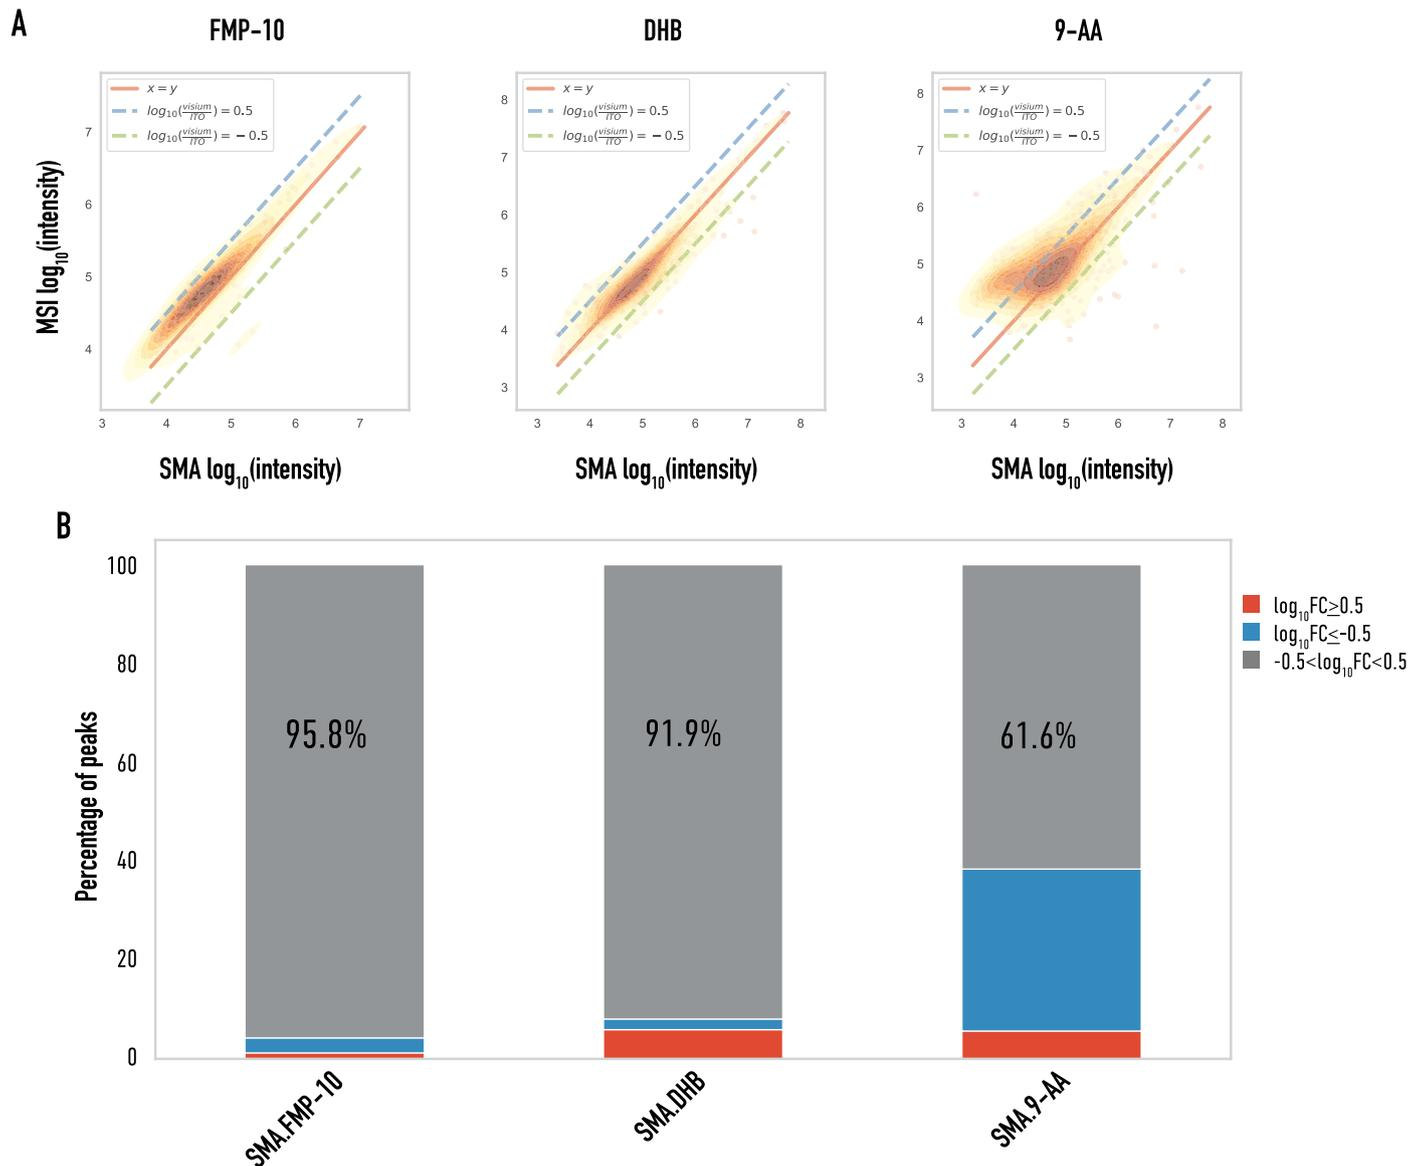 A
FMP-10
DHB
9-AA
x = y
log₁₀(visium/ITO) = 0.5
log₁₀(visium/ITO) = − 0.5
x = y
log₁₀(visium/ITO) = 0.5
log₁₀(visium/ITO) = − 0.5
x = y
log₁₀(visium/ITO) = 0.5
log₁₀(visium/ITO) = − 0.5
MSI log₁₀(intensity)
7
6
5
4
3 4 5 6 7
8
7
6
5
4
3
3 4 5 6 7 8
8
7
6
5
4
3
3 4 5 6 7 8
SMA log₁₀(intensity)
SMA log₁₀(intensity)
SMA log₁₀(intensity)
B
Percentage of peaks
100
80
60
40
20
0
95.8%
91.9%
61.6%
log₁₀FC≥0.5
log₁₀FC≤-0.5
-0.5<log₁₀FC<0.5
SMA.FMP-10
SMA.DHB
SMA.9-AA